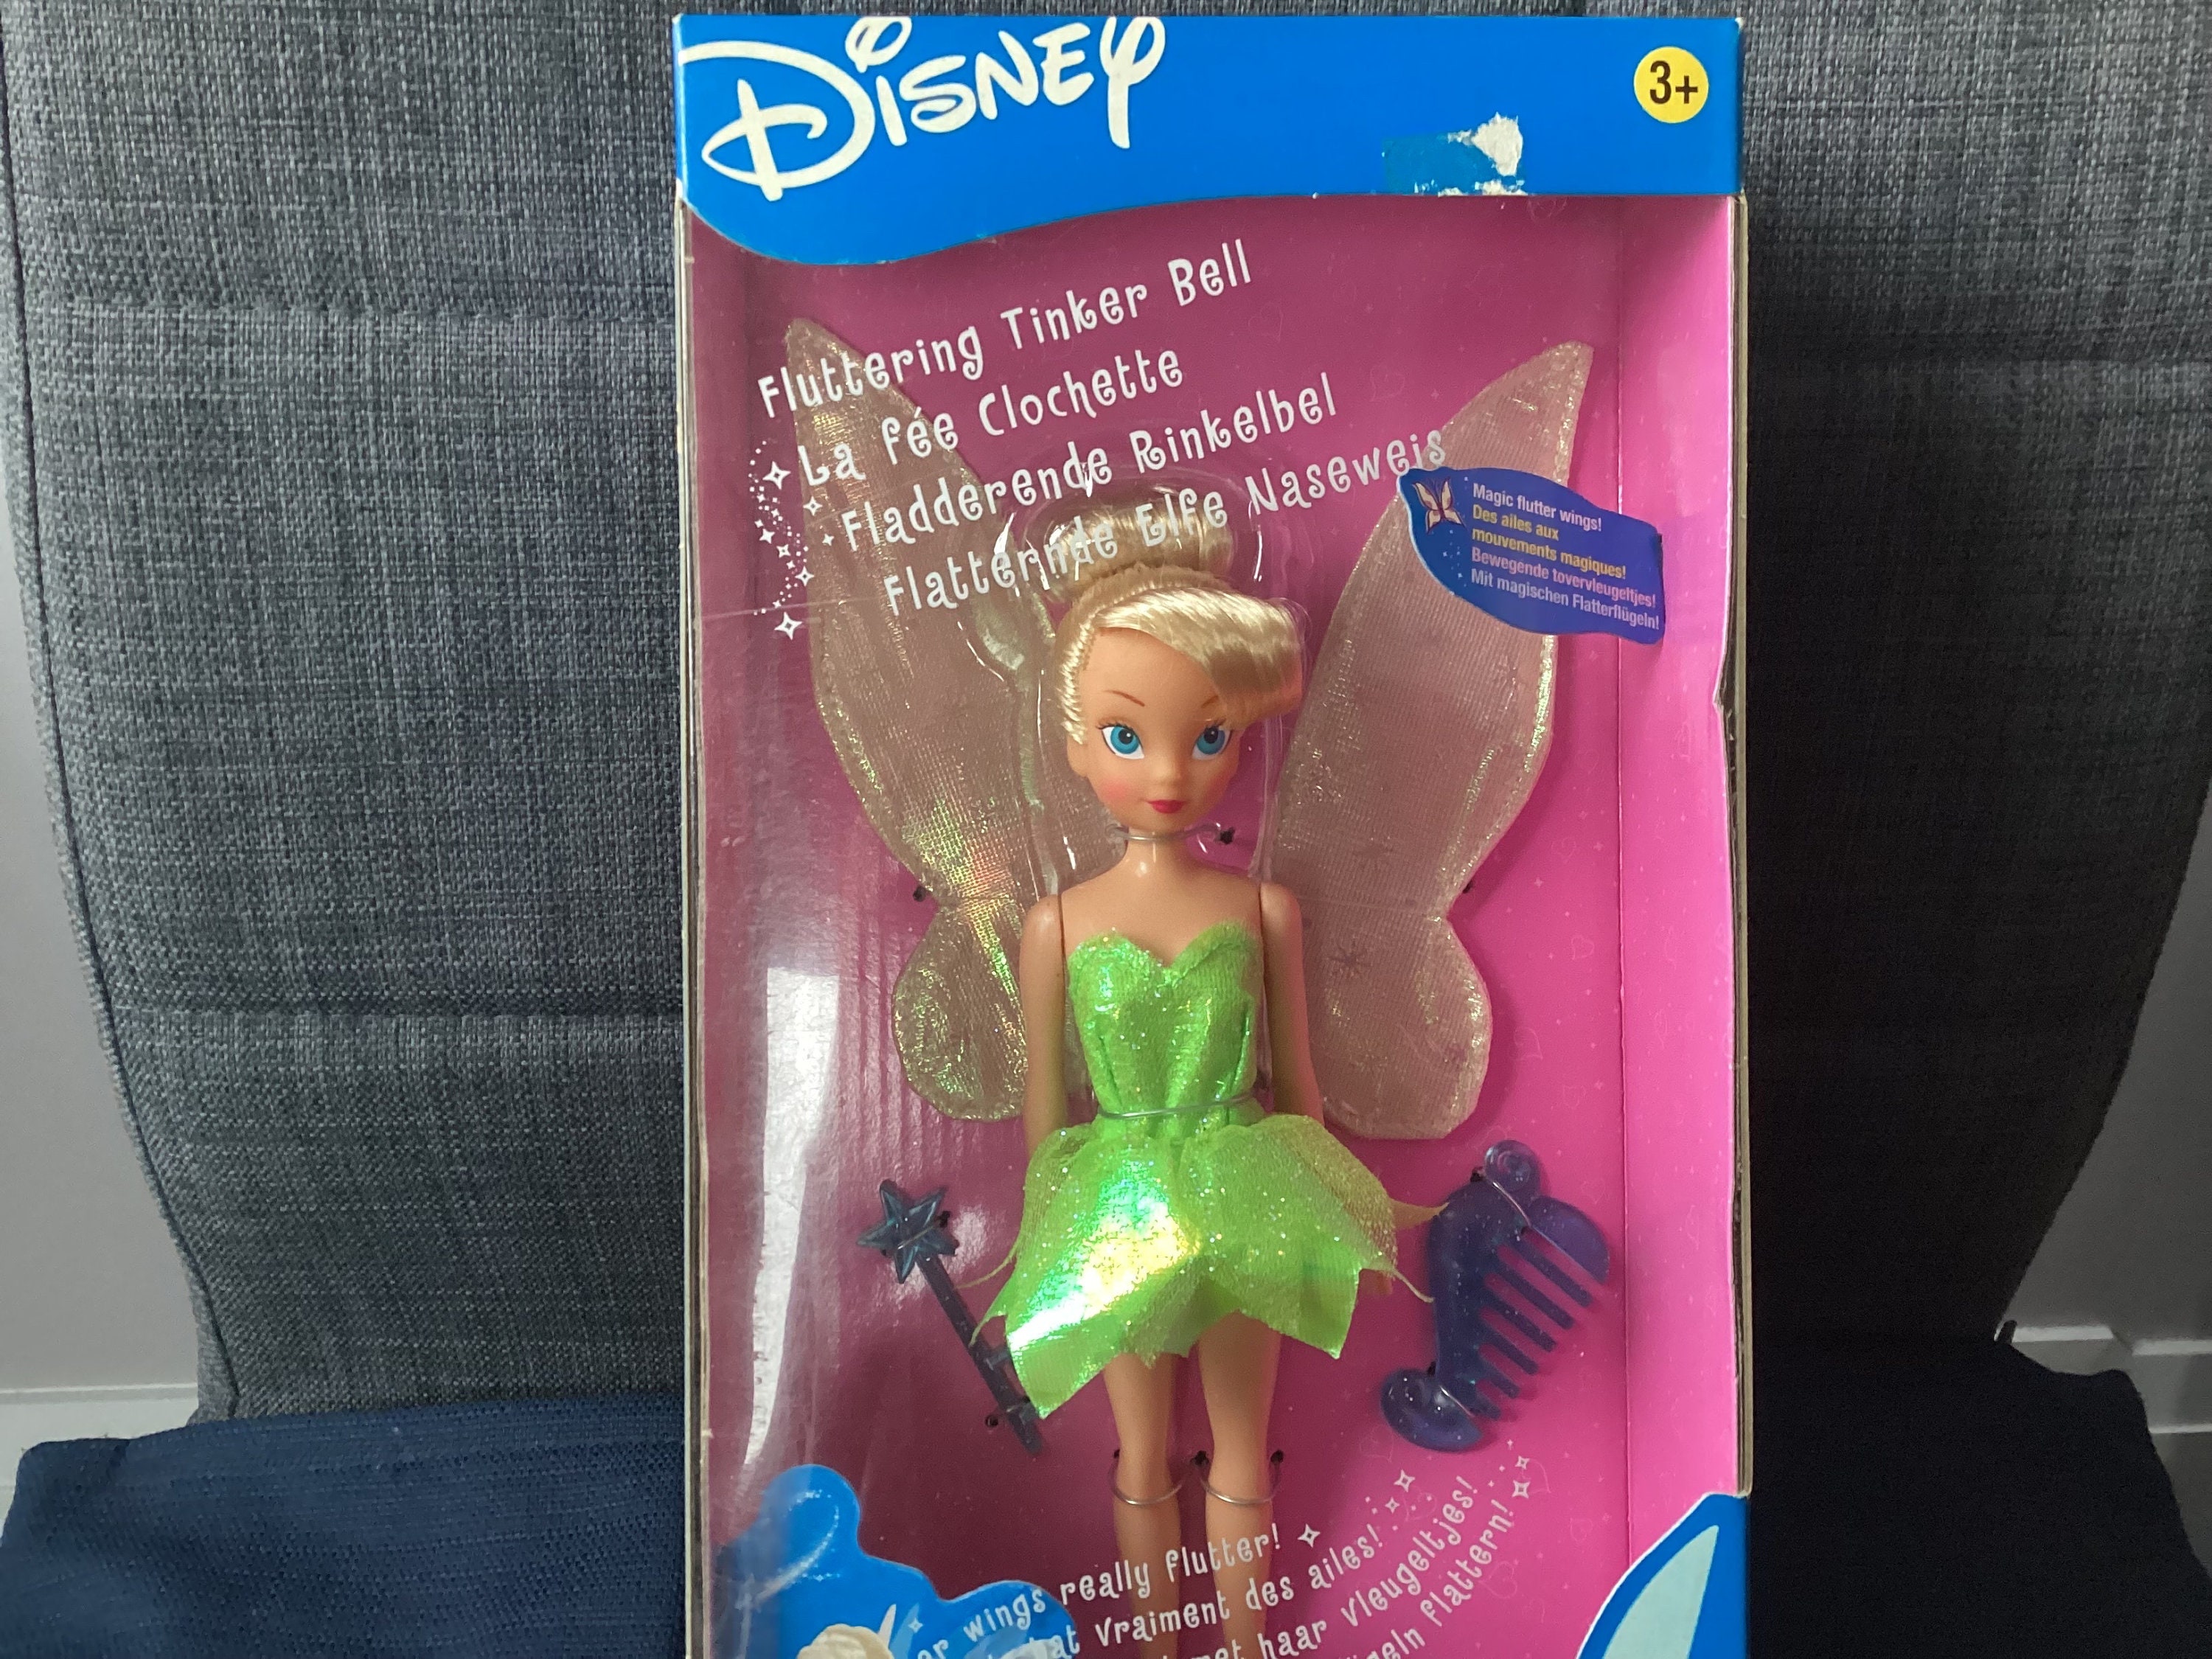 Disney
3+
Fluttering Tinker Bell
La fée Clochette
Fladderende Rinkelbel
Flatternde Elfe Naseweis
Magic flutter wings!
Des ailes aux
mouvements magiques!
Bewegende tovervleugeltjes!
Mit magischen Flatterflügeln!
wings really flutter!
vraiment des ailes!
haar vleugeltjes!
flattern!